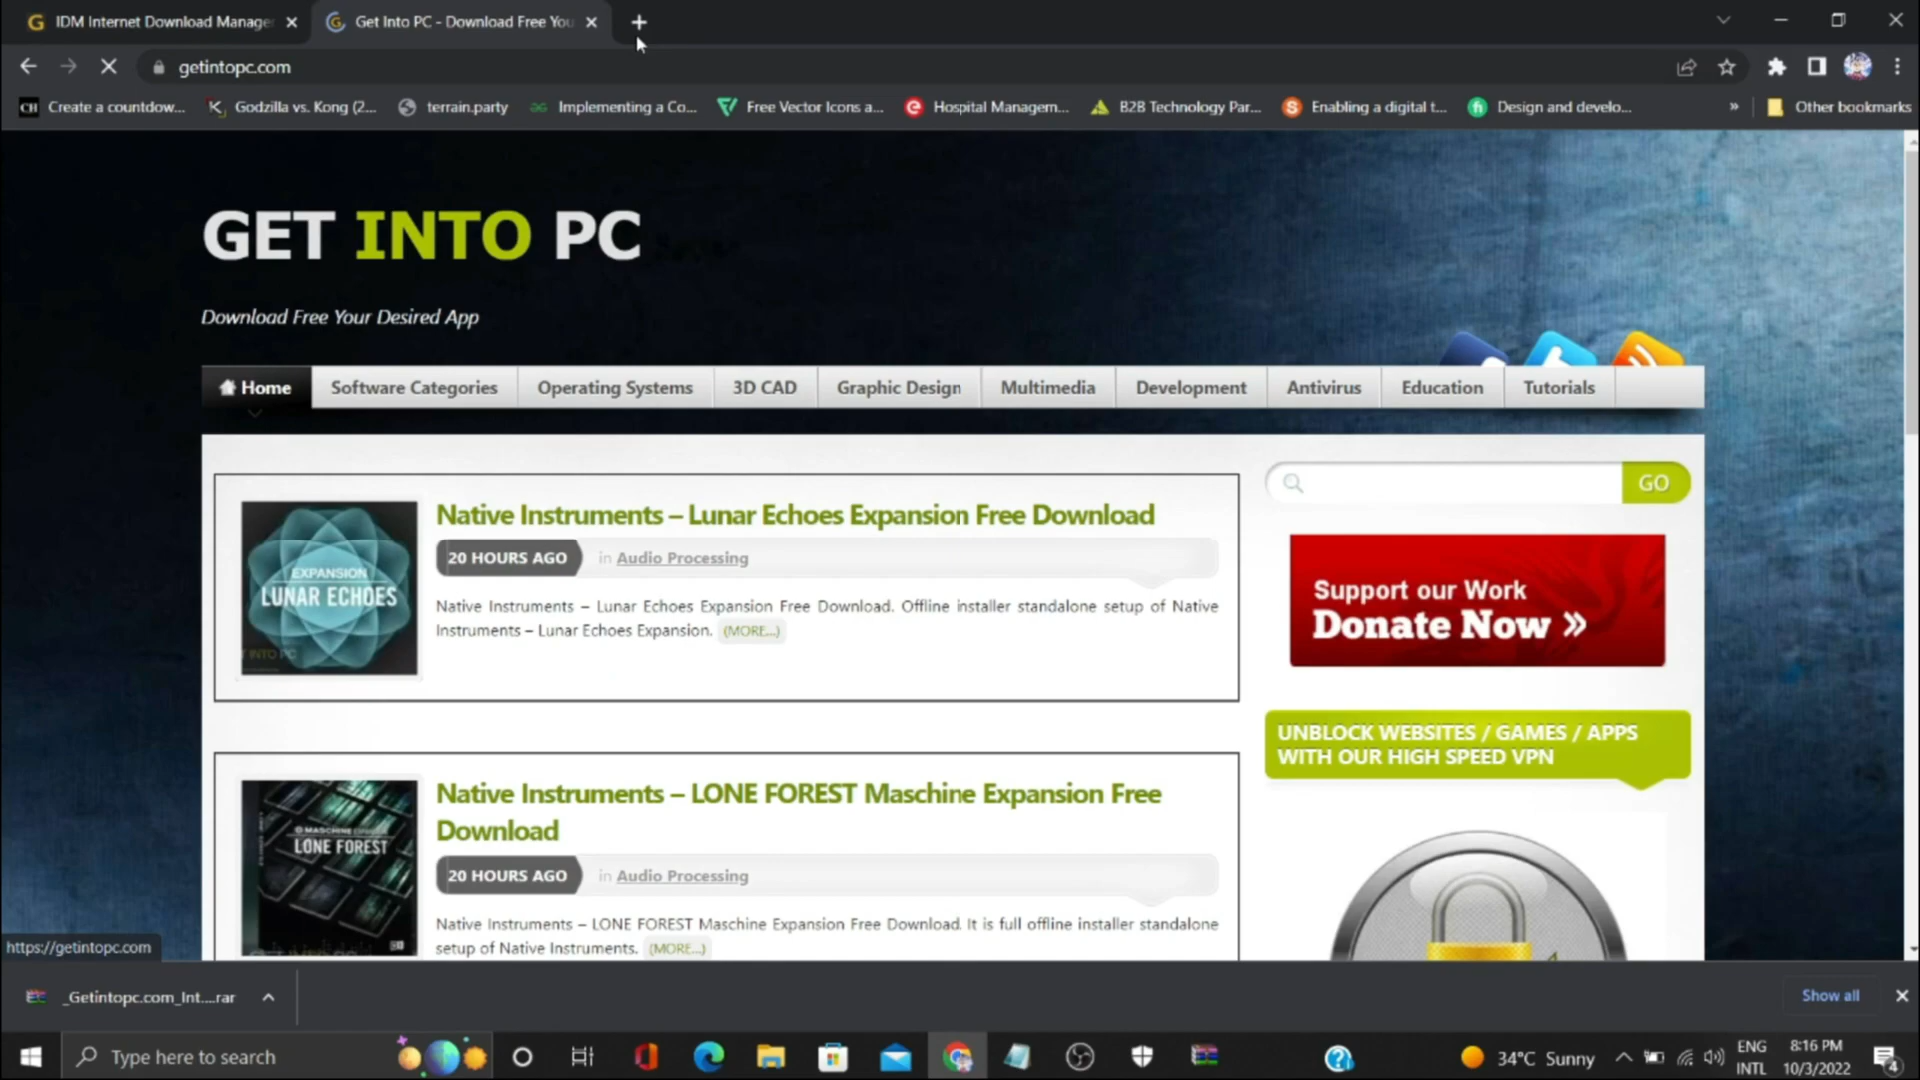 IDM Internet Download Manage
Get Into PC - Download Free You
getintopc.com
CH Create a countdow...
Godzilla vs. Kong (2...
terrain.party
Implementing a Co...
Free Vector Icons a...
Hospital Managem...
B2B Technology Par...
Enabling a digital t...
Design and develo...
»
Other bookmarks
GET INTO PC
Download Free Your Desired App
Home
Software Categories
Operating Systems
3D CAD
Graphic Design
Multimedia
Development
Antivirus
Education
Tutorials
EXPANSION
LUNAR ECHOES
Native Instruments – Lunar Echoes Expansion Free Download
20 HOURS AGO in Audio Processing
Native Instruments – Lunar Echoes Expansion Free Download. Offline installer standalone setup of Native
Instruments – Lunar Echoes Expansion. (MORE...)
GO
Support our Work
Donate Now »
UNBLOCK WEBSITES / GAMES / APPS
WITH OUR HIGH SPEED VPN
LONE FOREST
Native Instruments – LONE FOREST Maschine Expansion Free
Download
20 HOURS AGO in Audio Processing
Native Instruments – LONE FOREST Maschine Expansion Free Download. It is full offline installer standalone
setup of Native Instruments. (MORE...)
https://getintopc.com
_Getintopc.com_Int....rar
Show all
Type here to search
34°C Sunny
ENG
INTL
8:16 PM
10/3/2022
4